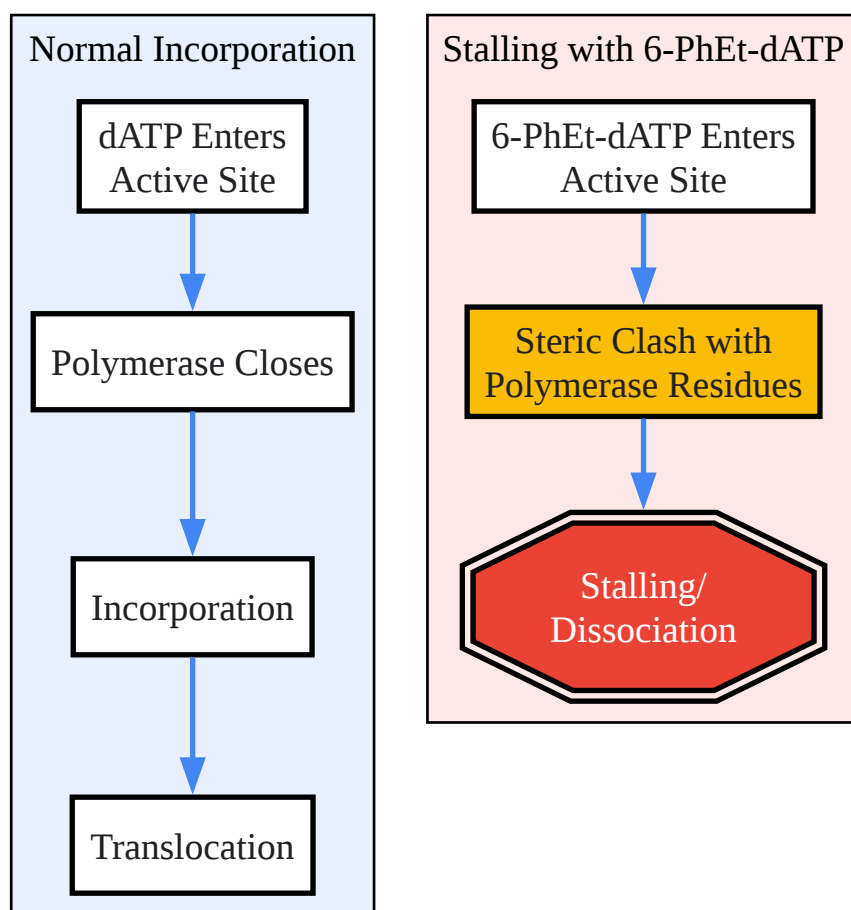 Normal Incorporation
dATP Enters
Active Site
Polymerase Closes
Incorporation
Translocation
Stalling with 6-PhEt-dATP
6-PhEt-dATP Enters
Active Site
Steric Clash with
Polymerase Residues
Stalling/
Dissociation